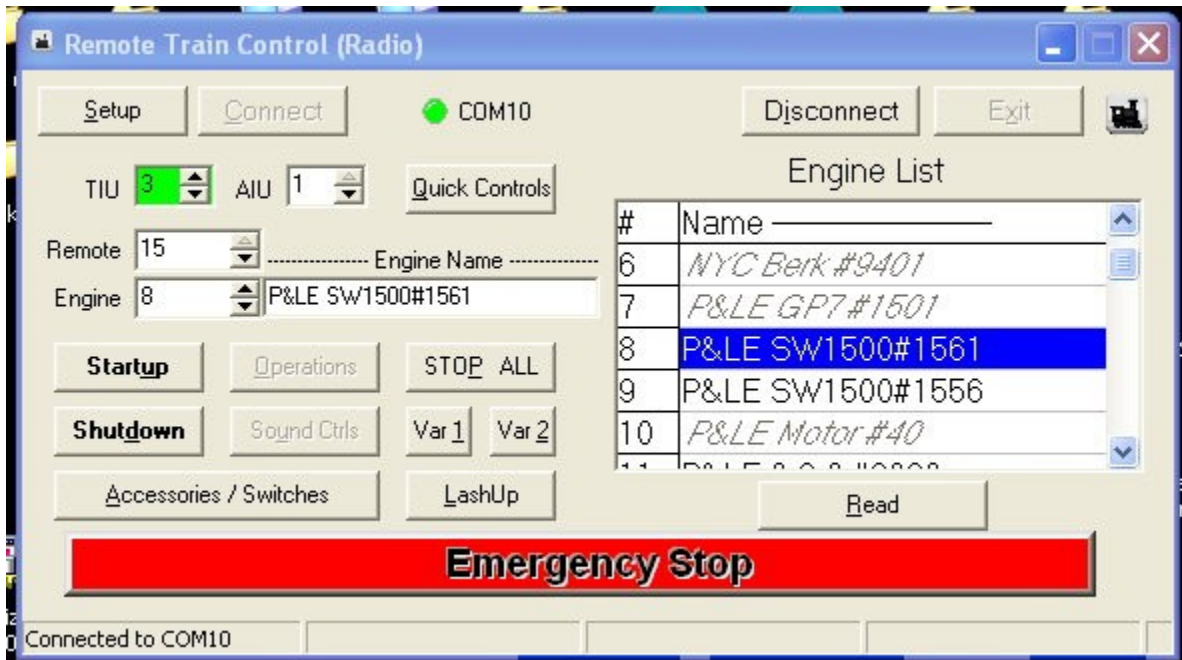 Remote Train Control (Radio)
Setup Connect COM10 Disconnect Exit
TIU 3 AIU 1 Quick Controls
Remote 15
Engine Name
Engine 8 P&LE SW1500#1561
Startup Operations STOP ALL
Shutdown Sound Ctrls Var 1 Var 2
Accessories / Switches LashUp
Engine List
# Name
6 NYC Berk #9401
7 P&LE GP7 #1501
8 P&LE SW1500#1561
9 P&LE SW1500#1556
10 P&LE Motor #40
Read
Emergency Stop
Connected to COM10